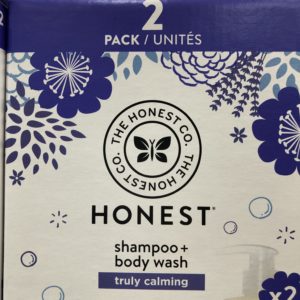 2
PACK / UNITÉS
THE HONEST CO.
THE HONEST CO.
HONEST®
shampoo +
body wash
truly calming
x2